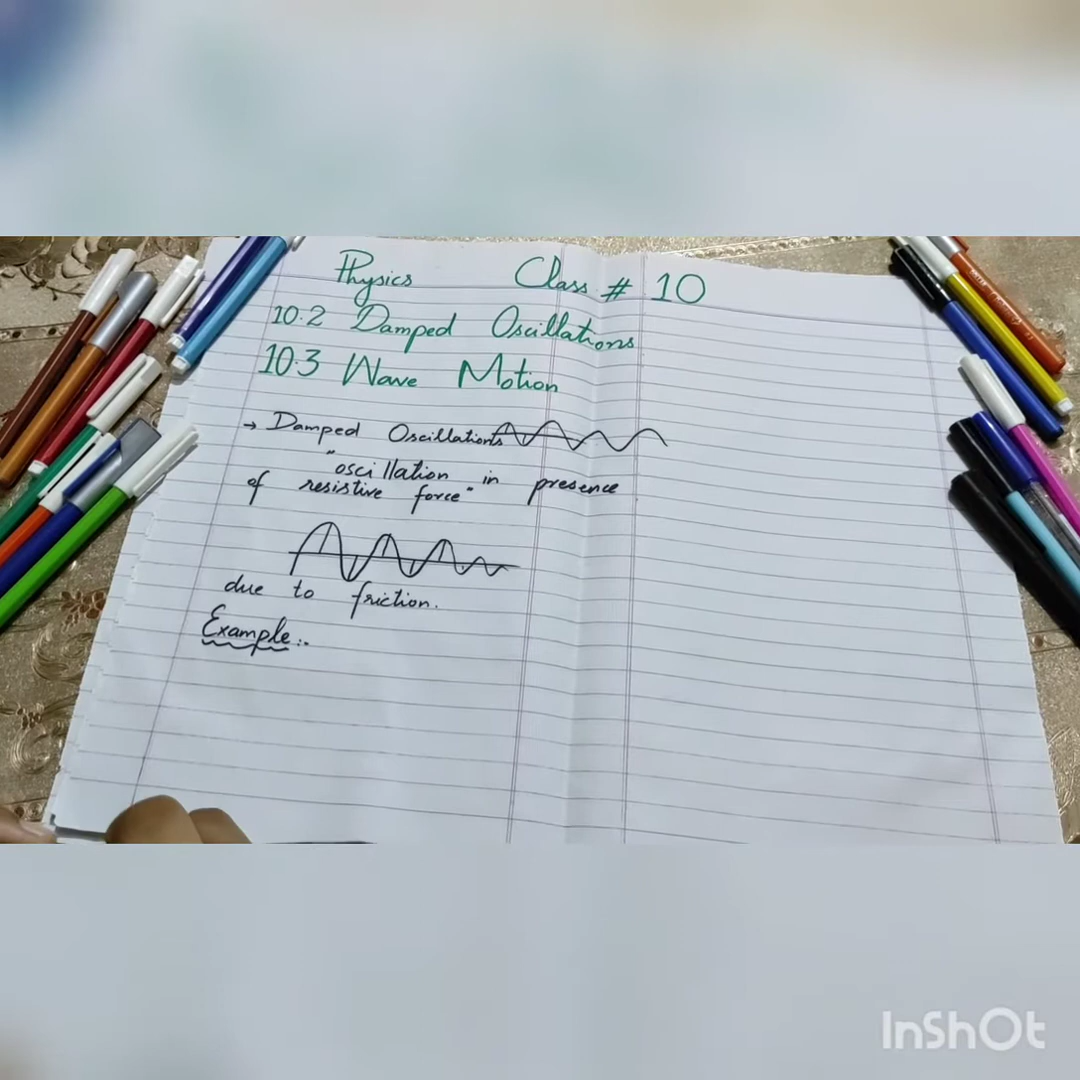 Physics Class # 10
10.2 Damped Oscillations
10.3 Wave Motion
→ Damped Oscillations
"oscillation in presence
of resistive force"
due to friction.
Example:-
InShOt